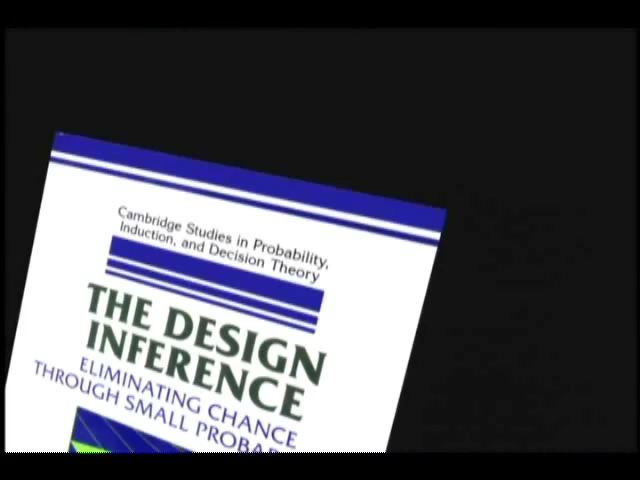 Cambridge Studies in Probability,
Induction, and Decision Theory
THE DESIGN
INFERENCE
ELIMINATING CHANCE
THROUGH SMALL